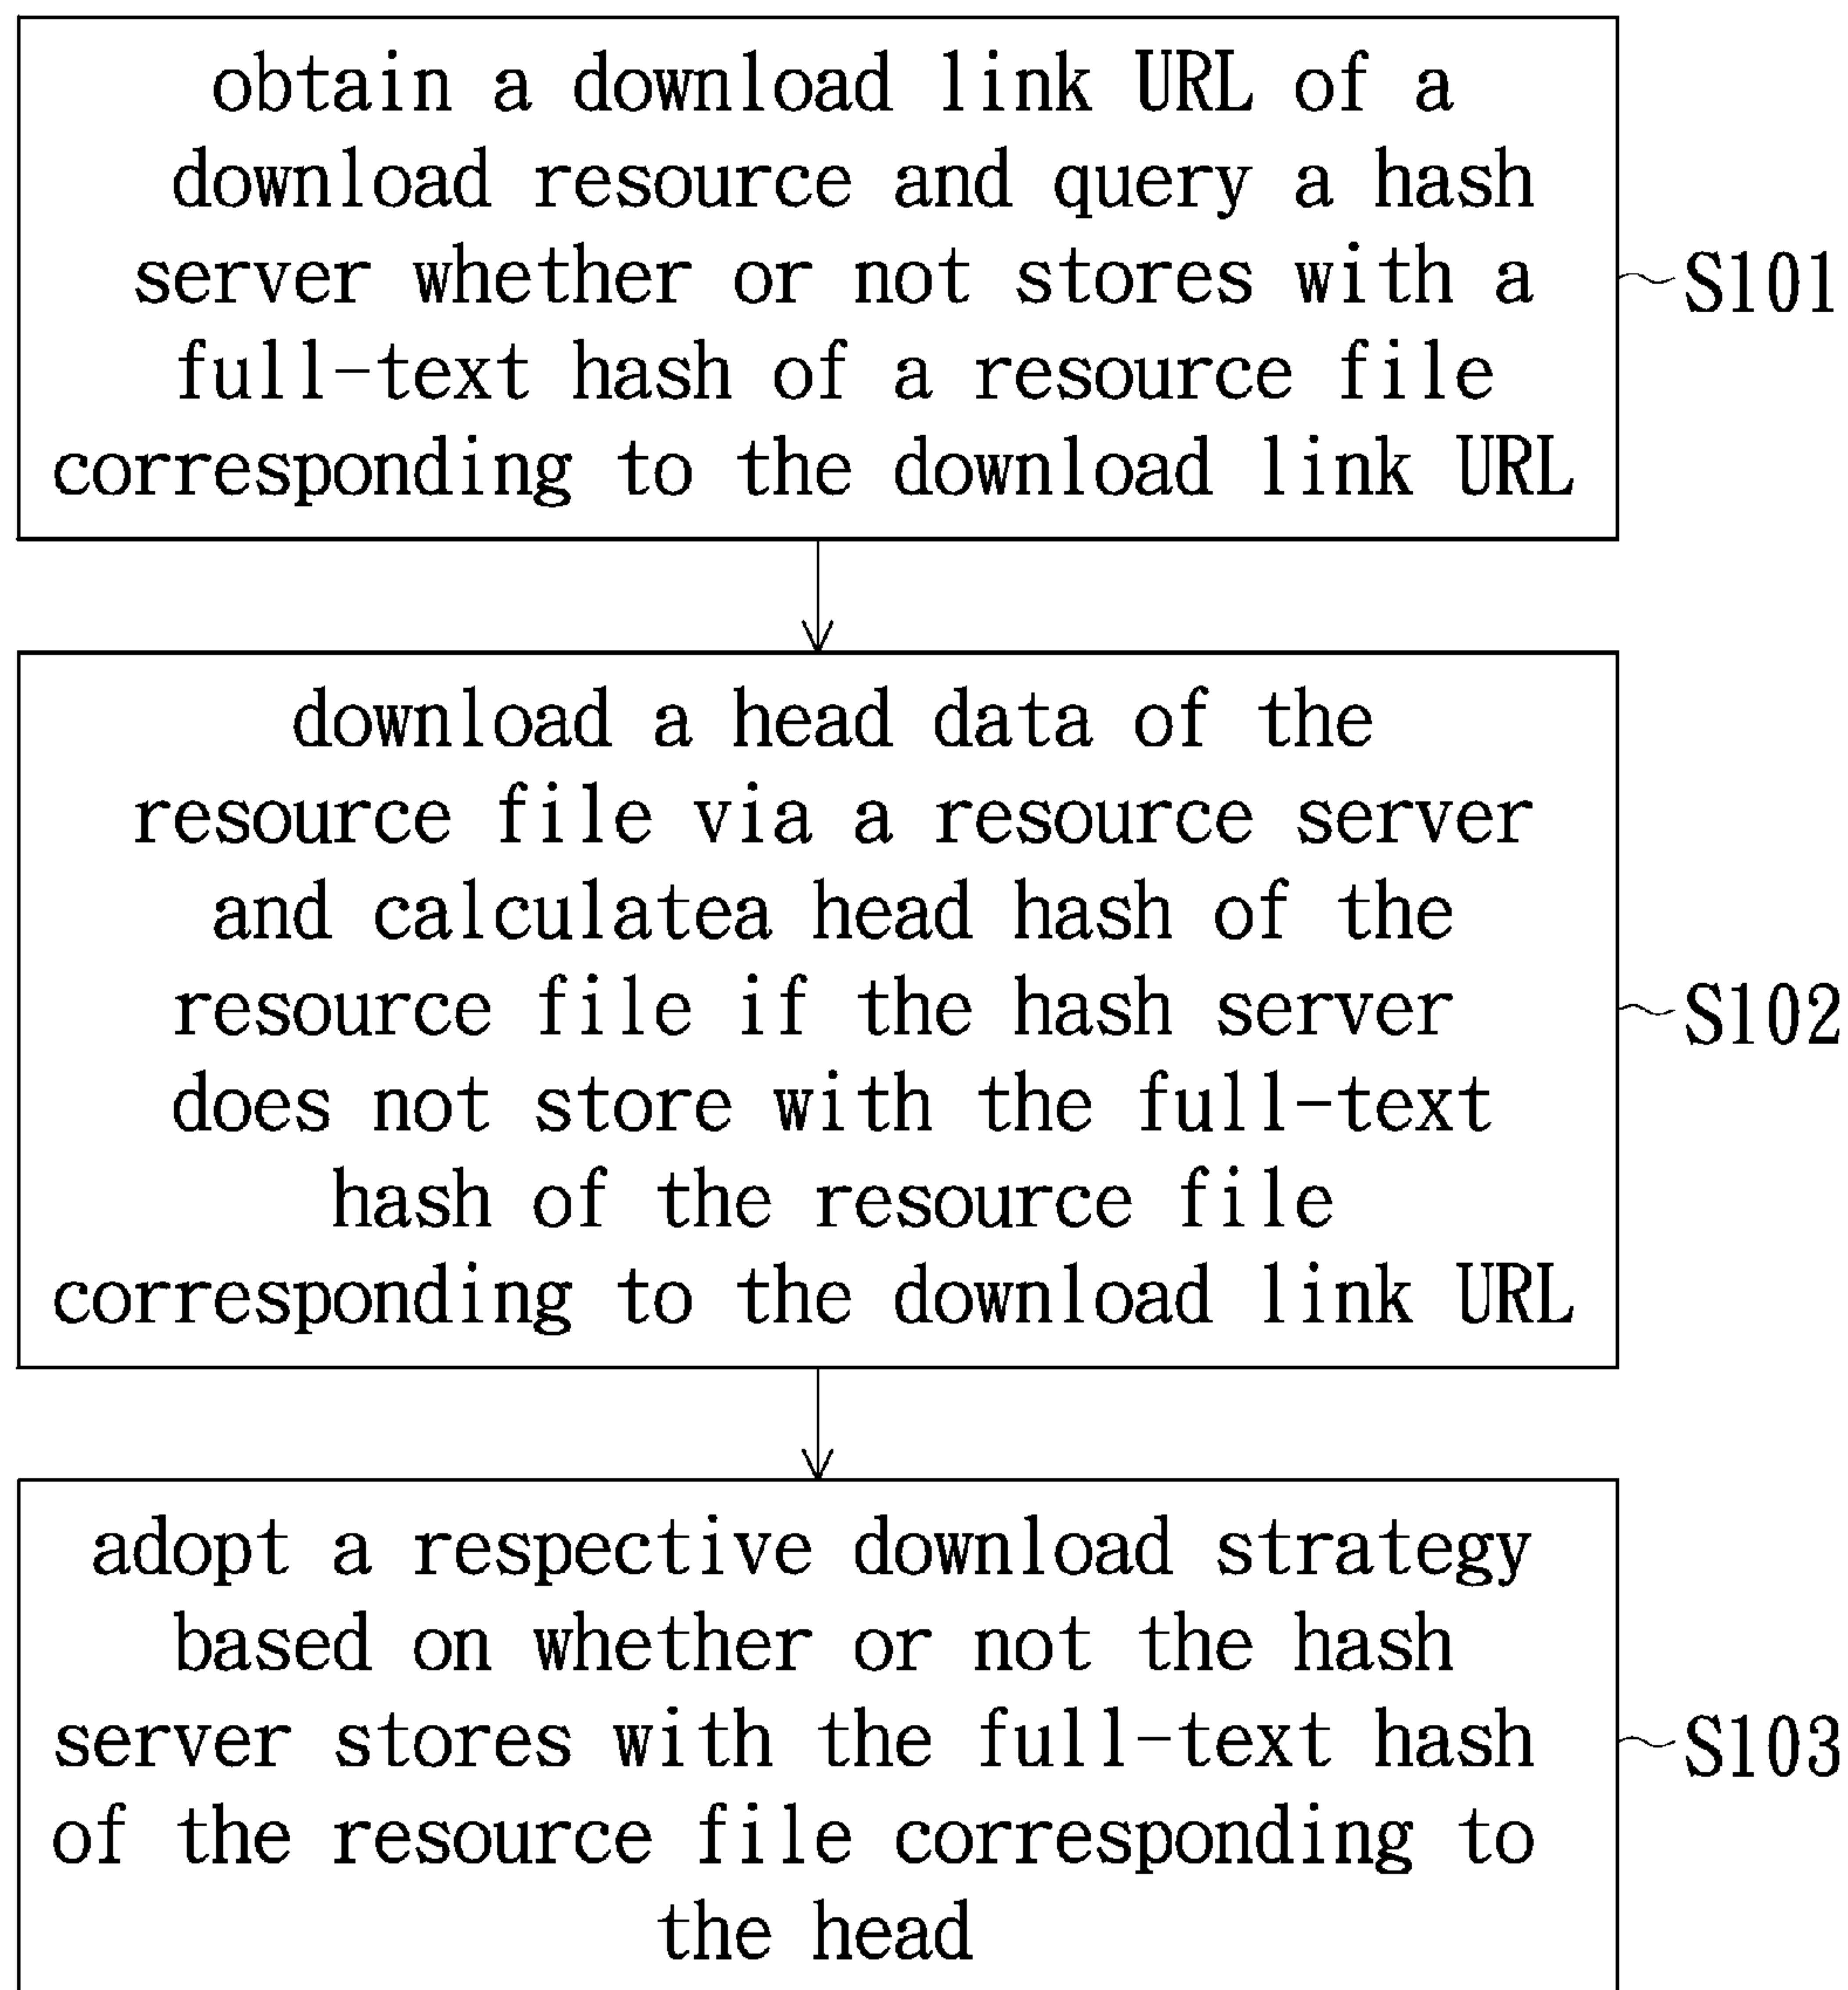 obtain a download link URL of a
download resource and query a hash
server whether or not stores with a
full-text hash of a resource file
corresponding to the download link URL
S101
download a head data of the
resource file via a resource server
and calculatea head hash of the
resource file if the hash server
does not store with the full-text
hash of the resource file
corresponding to the download link URL
S102
adopt a respective download strategy
based on whether or not the hash
server stores with the full-text hash
of the resource file corresponding to
the head
S103